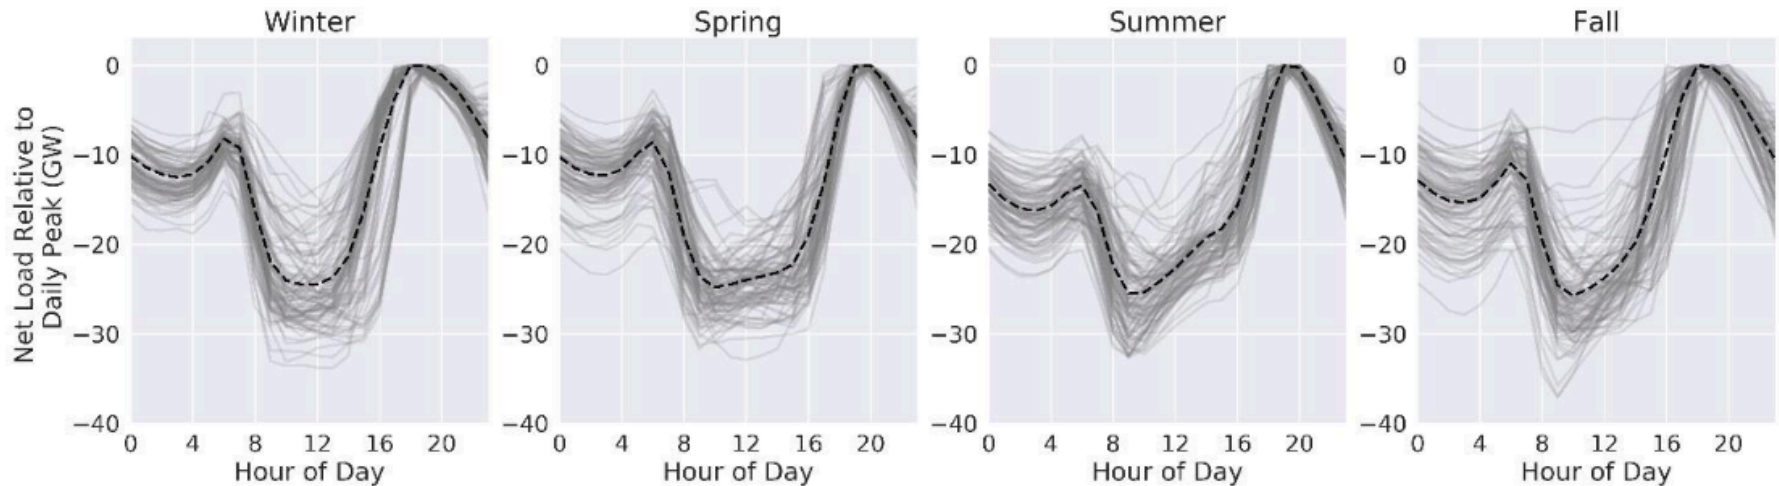 Winter Spring Summer Fall
Net Load Relative to
Daily Peak (GW)
0 0 0 0
−10 −10 −10 −10
−20 −20 −20 −20
−30 −30 −30 −30
−40 −40 −40 −40
0 4 8 12 16 20 0 4 8 12 16 20 0 4 8 12 16 20 0 4 8 12 16 20
Hour of Day Hour of Day Hour of Day Hour of Day